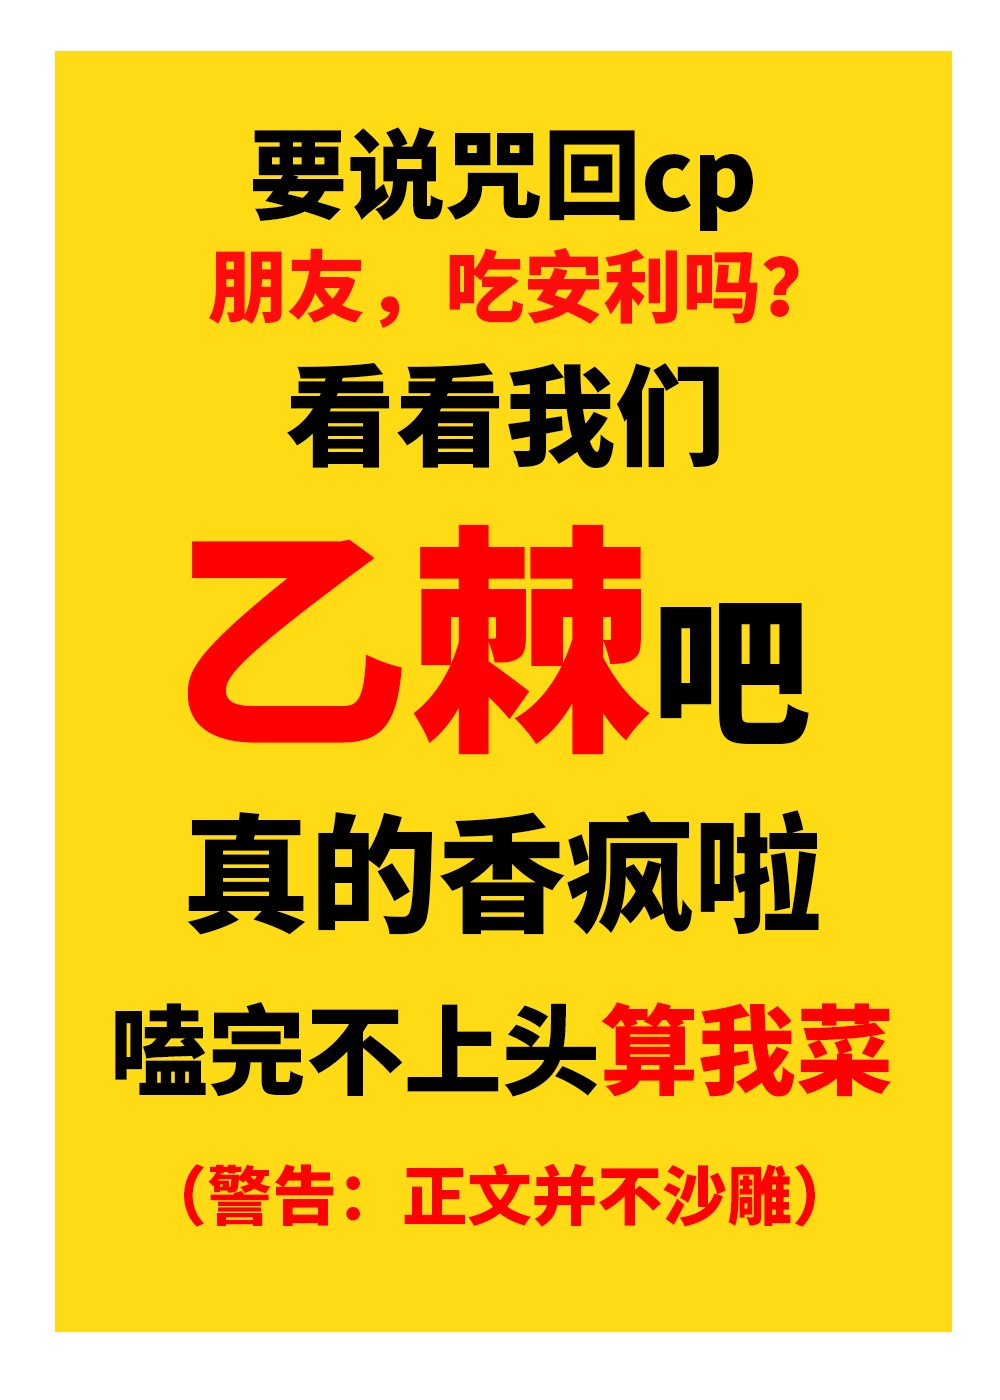 要说咒回cp
朋友，吃安利吗？
看看我们
乙棘吧
真的香疯啦
嗑完不上头算我菜
（警告：正文并不沙雕）